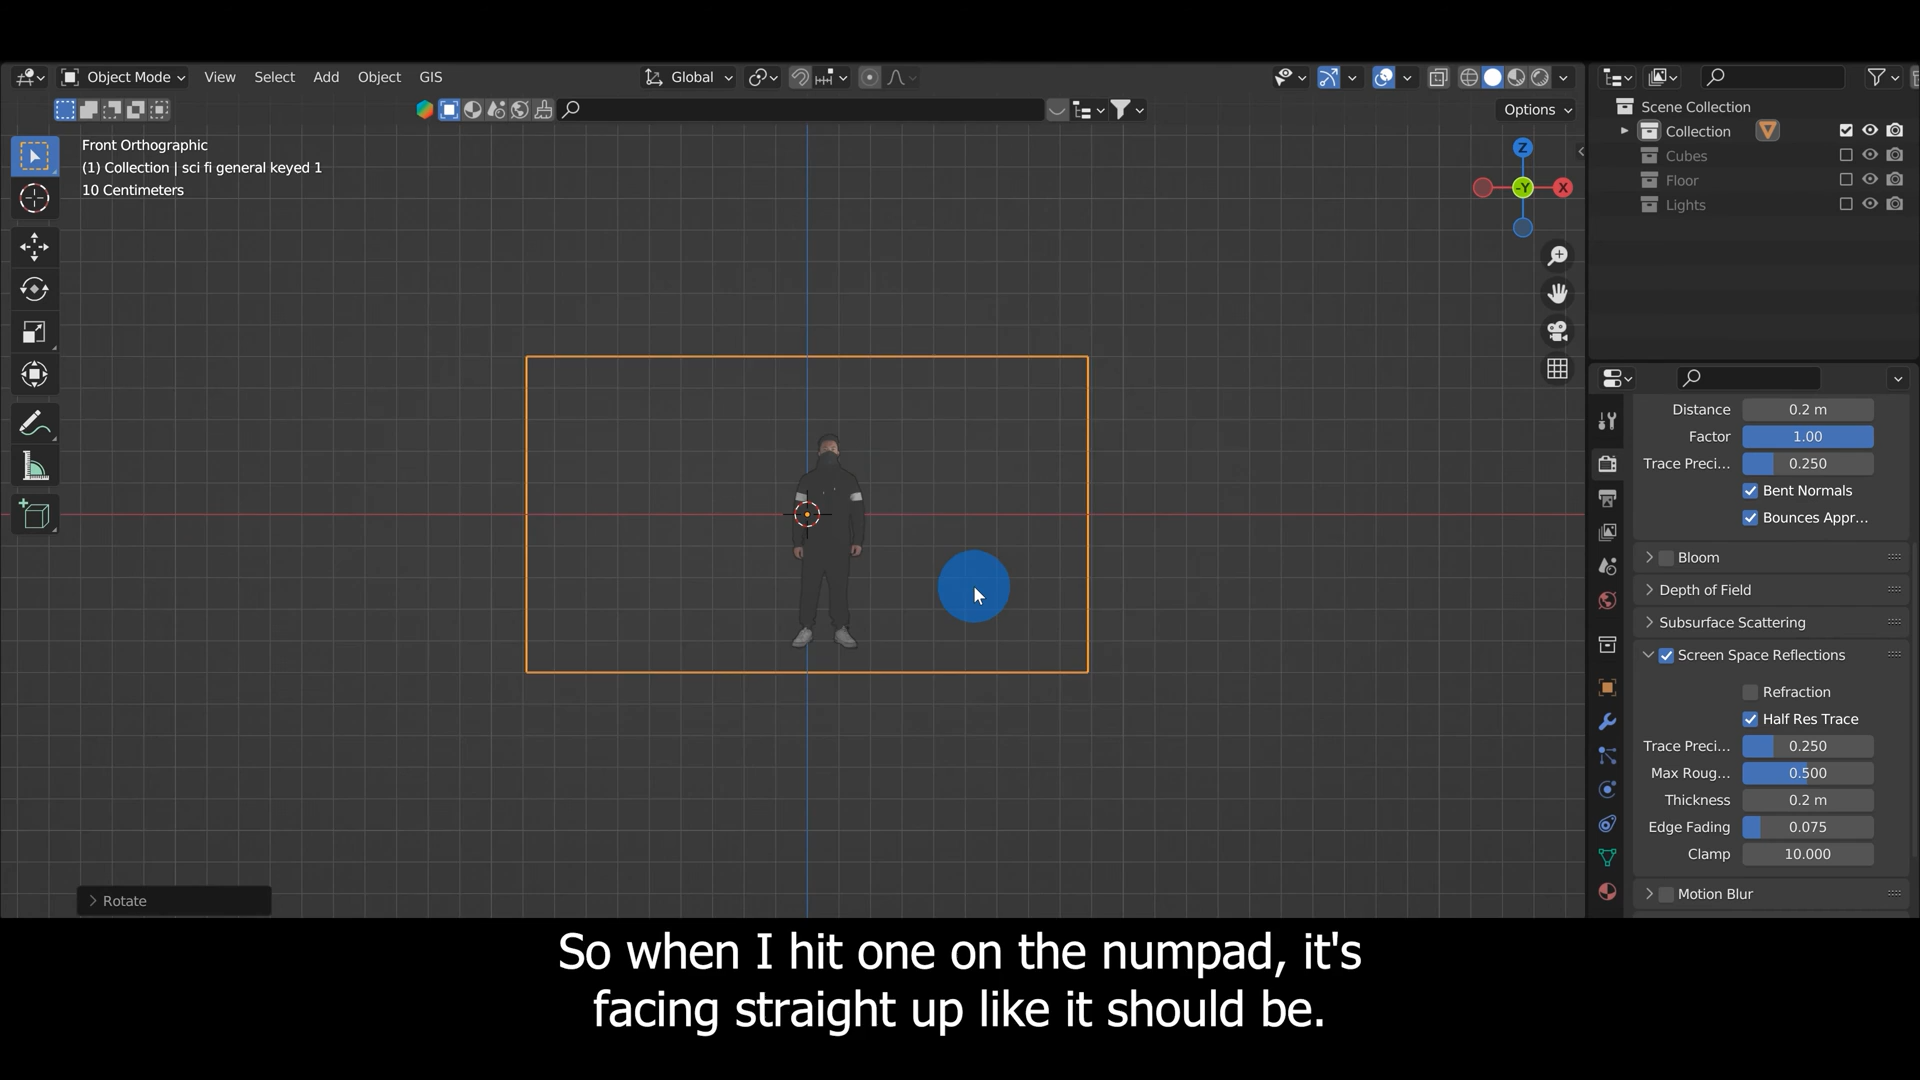 Object Mode View Select Add Object GIS Global
Options
Front Orthographic
(1) Collection | sci fi general keyed 1
10 Centimeters
Z
-Y X
Rotate
Scene Collection
Collection
Cubes
Floor
Lights
Distance 0.2 m
Factor 1.00
Trace Preci... 0.250
Bent Normals
Bounces Appr...
Bloom
Depth of Field
Subsurface Scattering
Screen Space Reflections
Refraction
Half Res Trace
Trace Preci... 0.250
Max Roug... 0.500
Thickness 0.2 m
Edge Fading 0.075
Clamp 10.000
Motion Blur
So when I hit one on the numpad, it's
facing straight up like it should be.